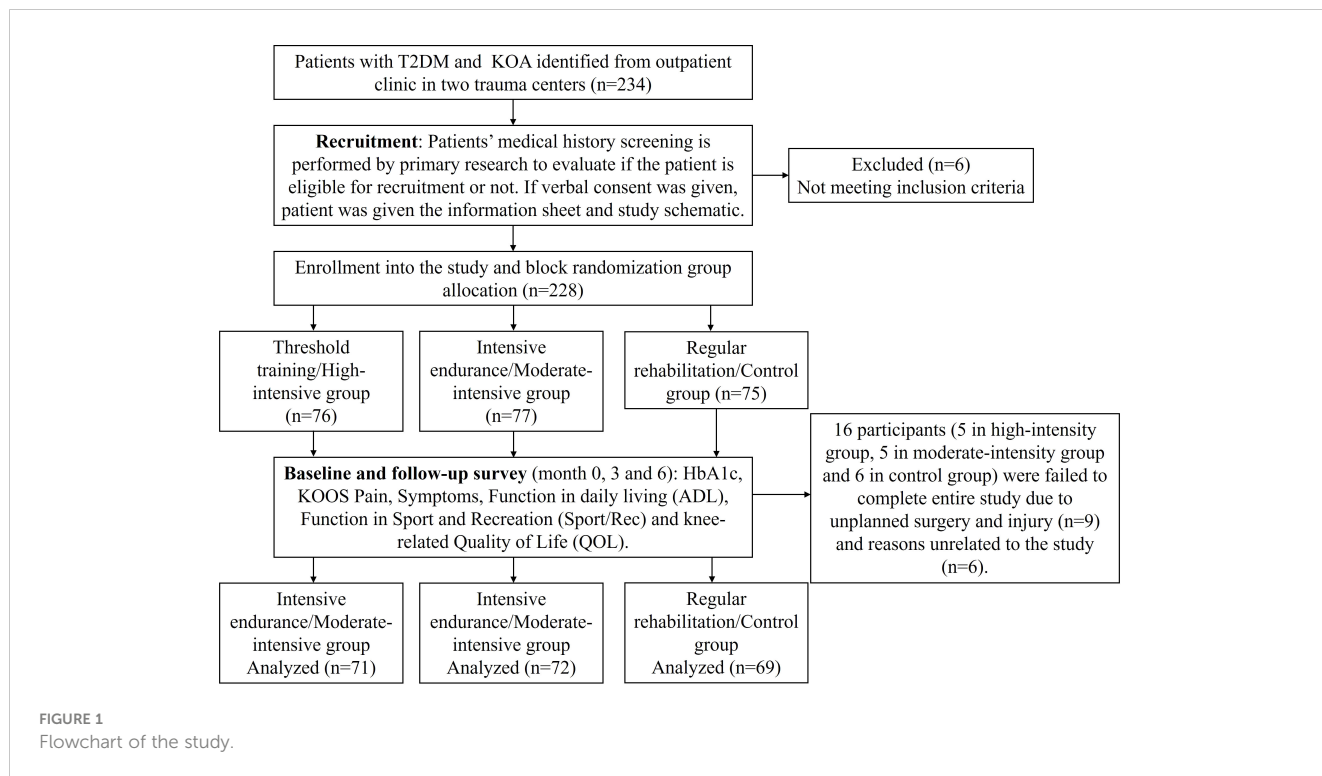 Patients with T2DM and KOA identified from outpatient
clinic in two trauma centers (n=234)
Recruitment: Patients’ medical history screening is
performed by primary research to evaluate if the patient is
eligible for recruitment or not. If verbal consent was given,
patient was given the information sheet and study schematic.
Excluded (n=6)
Not meeting inclusion criteria
Enrollment into the study and block randomization group
allocation (n=228)
Threshold
training/High-
intensive group
(n=76)
Intensive
endurance/Moderate-
intensive group
(n=77)
Regular
rehabilitation/Control
group (n=75)
Baseline and follow-up survey (month 0, 3 and 6): HbA1c,
KOOS Pain, Symptoms, Function in daily living (ADL),
Function in Sport and Recreation (Sport/Rec) and knee-
related Quality of Life (QOL).
16 participants (5 in high-intensity
group, 5 in moderate-intensity group
and 6 in control group) were failed to
complete entire study due to
unplanned surgery and injury (n=9)
and reasons unrelated to the study
(n=6).
Intensive
endurance/Moderate-
intensive group
Analyzed (n=71)
Intensive
endurance/Moderate-
intensive group
Analyzed (n=72)
Regular
rehabilitation/Control
group
Analyzed (n=69)
FIGURE 1
Flowchart of the study.